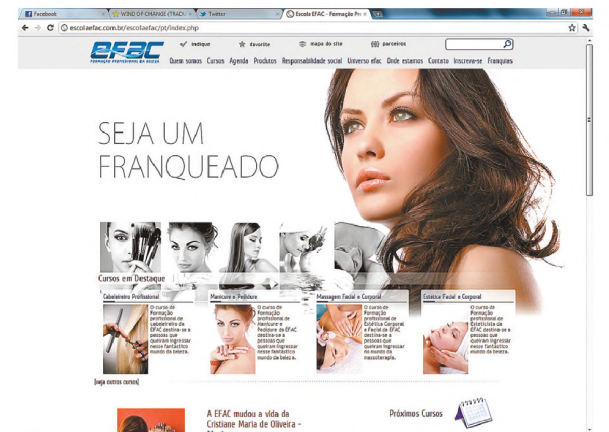 Facebook
WIND OF CHANGE (TRADU
Twitter
Escola EFAC - Formação Pro
escolaefac.com.br/escolaefac/pt/index.php
EFAC
FORMAÇÃO PROFISSIONAL EM BELEZA
indique
favorite
mapa do site
parceiros
Quem somos Cursos Agenda Produtos Responsabilidade social Universo efac Onde estamos Contato Inscreva-se Franquias
SEJA UM
FRANQUEADO
Cursos em Destaque
Cabeleireiro Profissional
O curso de
Formação
profissional de
cabeleireiro da
EFAC destina-se a
pessoas que
queiram ingressar
nesse fantástico
mundo da beleza.
Manicure e Pedicure
O curso de
Formação
profissional de
Manicure e
Pedicure da EFAC
destina-se a
pessoas que
queiram ingressar
nesse fantástico
mundo da beleza.
Massagem Facial e Corporal
O curso de
Formação
profissional de
Estética Corporal
e Facial da EFAC
destina-se a
pessoas que
queiram ingressar
no mundo da
massoterapia.
Estética Facial e Corporal
O curso de
Formação
profissional de
Esteticista da
EFAC destina-se a
pessoas que
queiram ingressar
nesse fantástico
mundo da beleza.
[veja outros cursos]
A EFAC mudou a vida da
Cristiane Maria de Oliveira -
Próximos Cursos